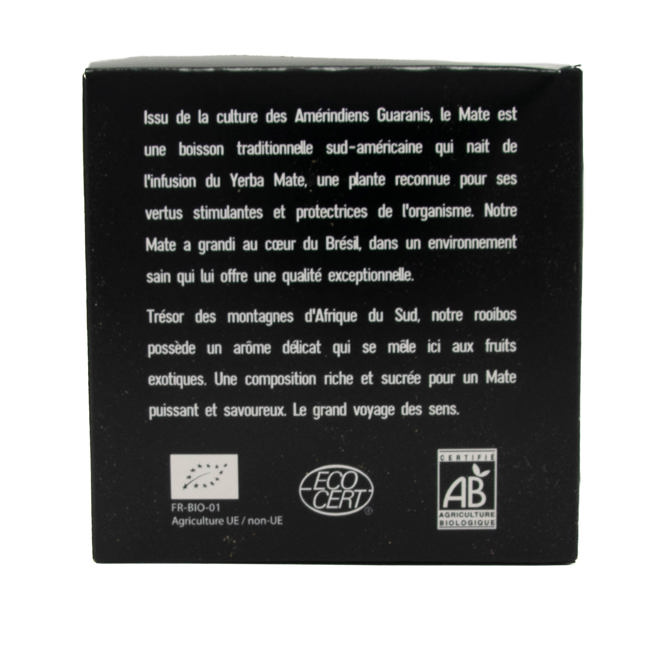 Issu de la culture des Amérindiens Guaranis, le Mate est
une boisson traditionnelle sud-américaine qui nait de
l'infusion du Yerba Mate, une plante reconnue pour ses
vertus stimulantes et protectrices de l'organisme. Notre
Mate a grandi au cœur du Brésil, dans un environnement
sain qui lui offre une qualité exceptionnelle.
Trésor des montagnes d'Afrique du Sud, notre rooibos
possède un arôme délicat qui se mêle ici aux fruits
exotiques. Une composition riche et sucrée pour un Mate
puissant et savoureux. Le grand voyage des sens.
FR-BIO-01
Agriculture UE / non-UE
ECO
CERT
®
CERTIFIÉ
AB
AGRICULTURE
BIOLOGIQUE